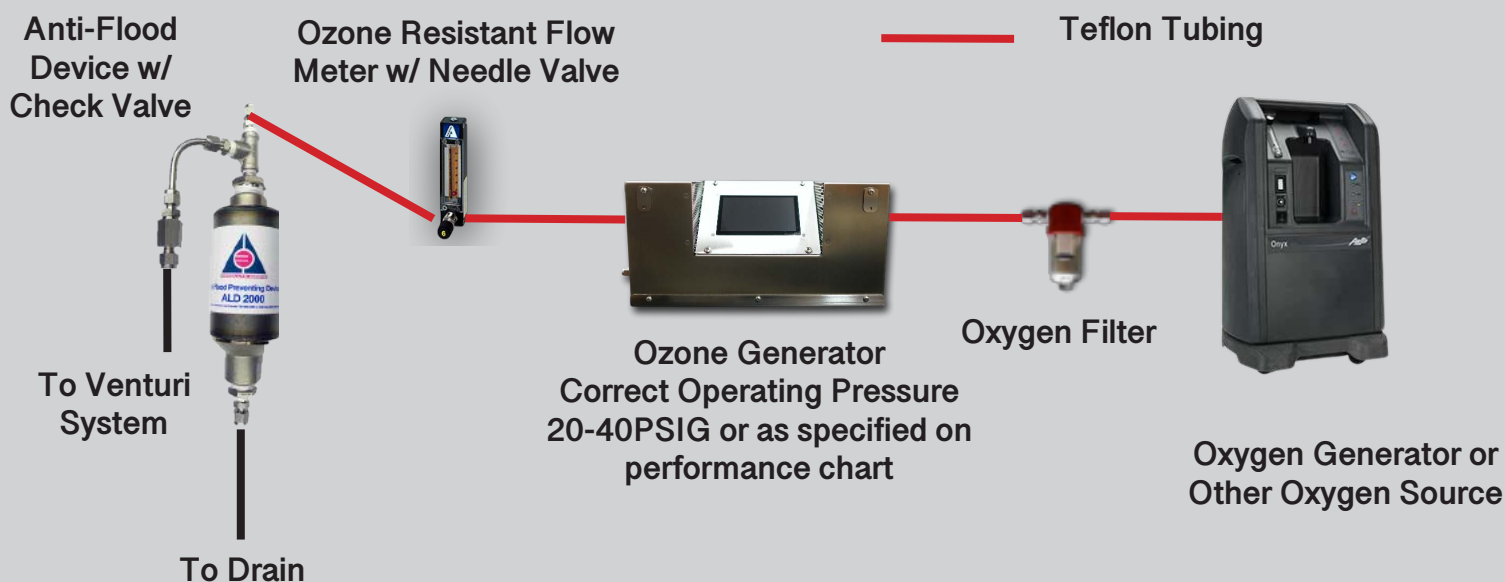 Anti-Flood
Device w/
Check Valve
Ozone Resistant Flow
Meter w/ Needle Valve
Teflon Tubing
ALD 2000
Onyx
6
To Venturi
System
Ozone Generator
Correct Operating Pressure
20-40PSIG or as specified on
performance chart
Oxygen Filter
Oxygen Generator or
Other Oxygen Source
To Drain